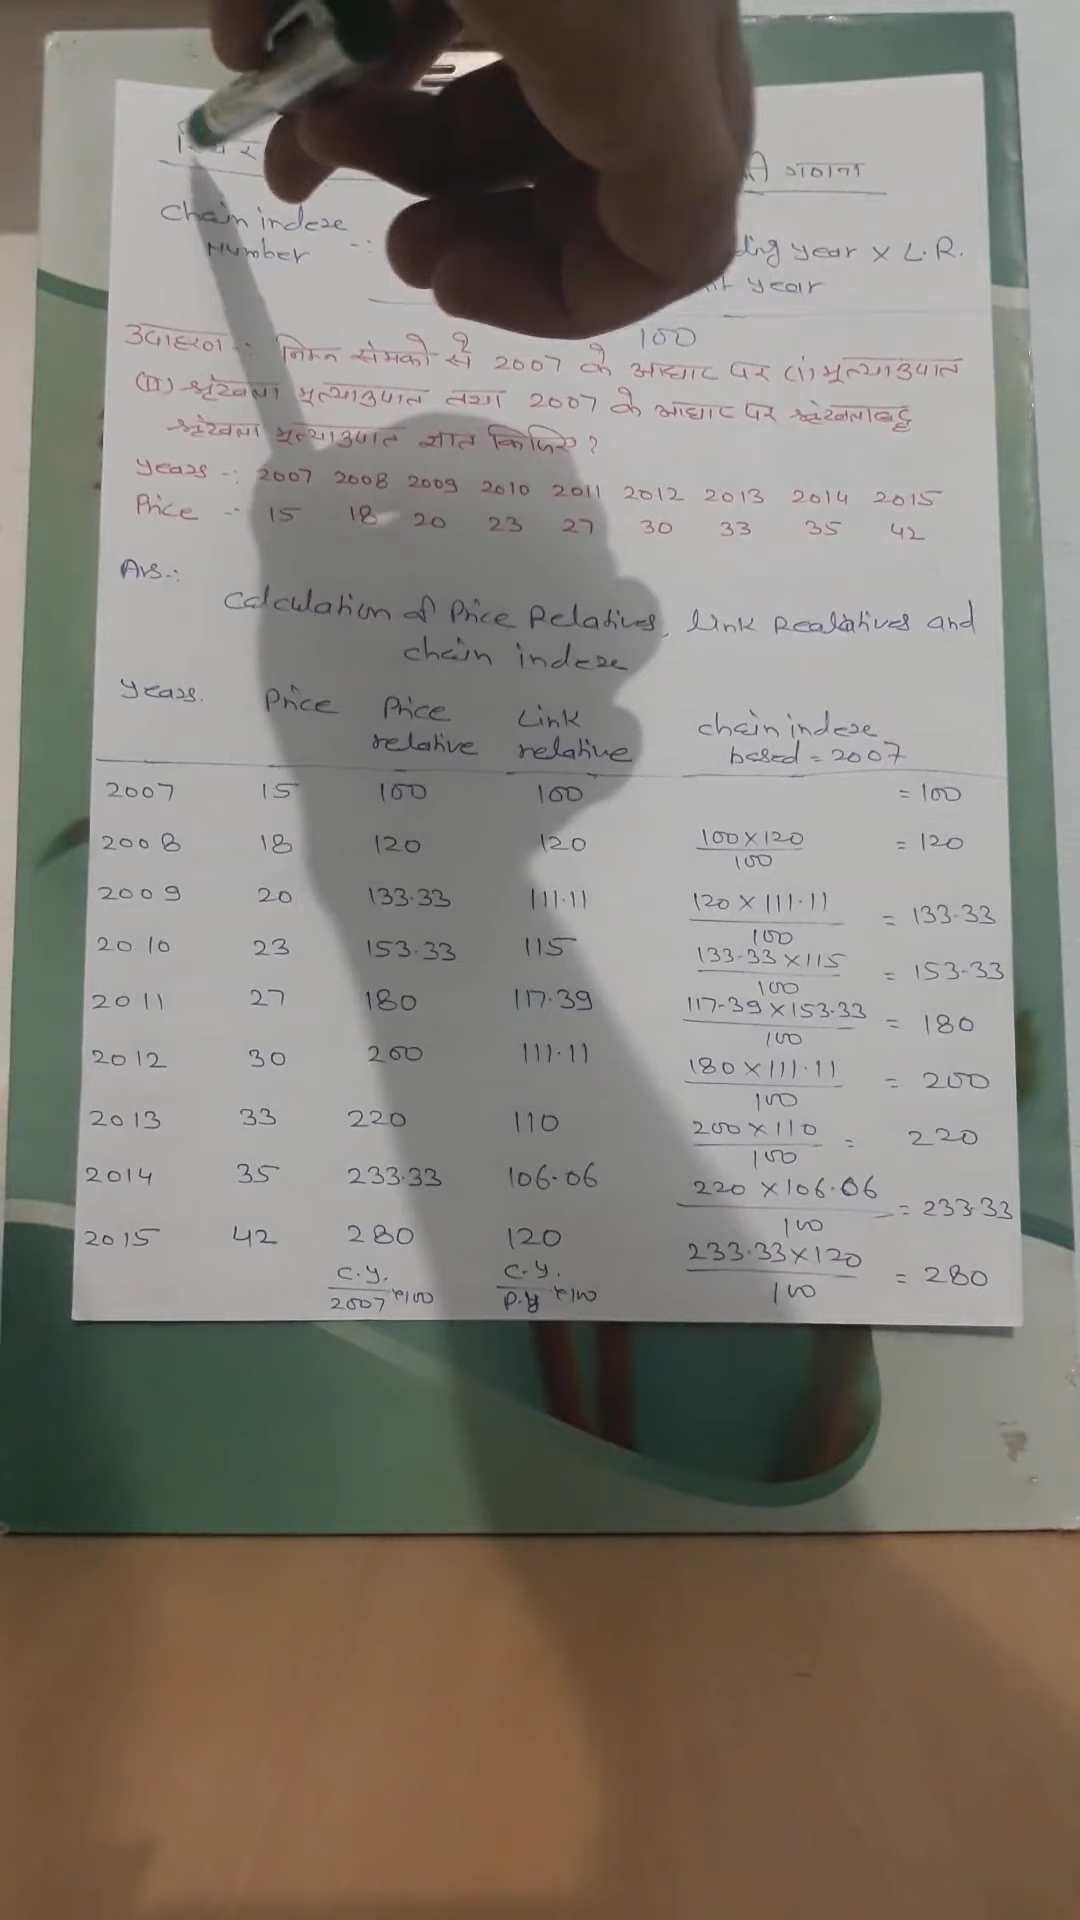 की गणना
Chain indexe
Number -:
ding year x L.R.
year
100
उदाहरण -: निम्न समंको से 2007 के आधार पर (i) मूल्यानुपात
(II) श्रृंखला मूल्यानुपात तथा 2007 के आधार पर श्रृंखलाबद्ध
श्रृंखला मूल्यानुपात ज्ञात किजिए ?
years -: 2007 2008 2009 2010 2011 2012 2013 2014 2015
Price -: 15 18 20 23 27 30 33 35 42
Ans -:
Calculation of Price Relatives, link Realatives and
chain indexe
years. Price Price relative Link relative chain indexe based = 2007
2007 15 100 100 = 100
2008 18 120 120 100 x 120 / 100 = 120
2009 20 133.33 111.11 120 x 111.11 / 100 = 133.33
2010 23 153.33 115 133.33 x 115 / 100 = 153.33
2011 27 180 117.39 117.39 x 153.33 / 100 = 180
2012 30 200 111.11 180 x 111.11 / 100 = 200
2013 33 220 110 200 x 110 / 100 = 220
2014 35 233.33 106.06 220 x 106.06 / 100 = 233.33
2015 42 280 120 233.33 x 120 / 100 = 280
C.Y. / 2007 x 100 C.Y. / P.Y x 100